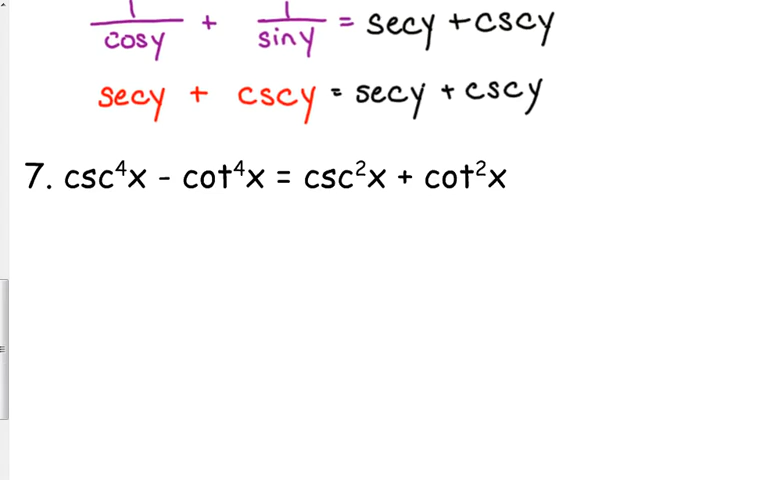 1/cosy + 1/siny = secy + cscy
secy + cscy = secy + cscy
7. csc⁴x - cot⁴x = csc²x + cot²x